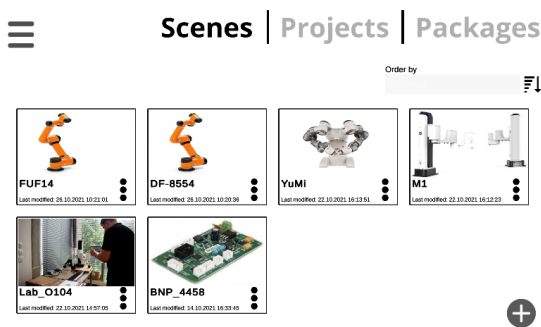 Scenes | Projects | Packages
Order by
FUF14
Last modified: 26.10.2021 10:21:01
DF-8554
Last modified: 26.10.2021 10:20:36
YuMi
Last modified: 22.10.2021 16:13:51
M1
Last modified: 22.10.2021 16:12:23
Lab_O104
Last modified: 22.10.2021 14:57:05
BNP_4458
Last modified: 14.10.2021 16:33:45